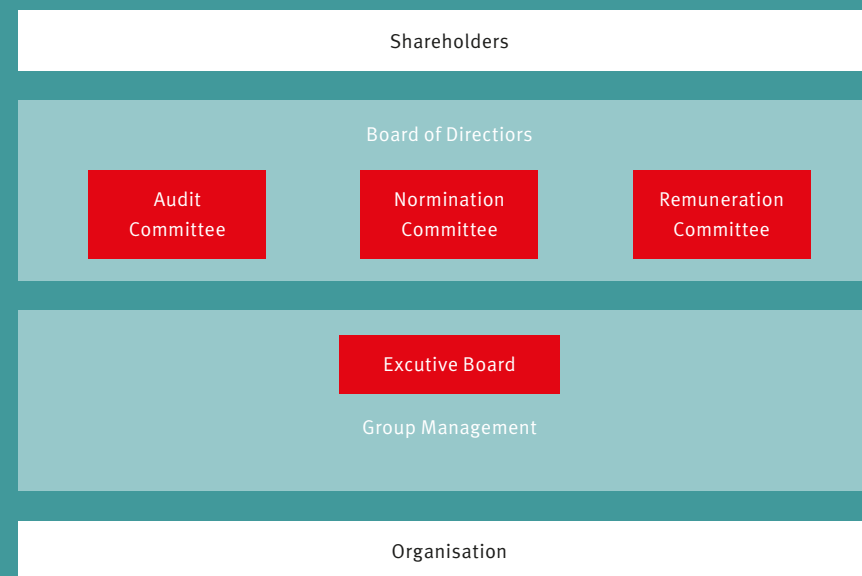 Shareholders
Board of Directiors
Audit
Committee
Normination
Committee
Remuneration
Committee
Excutive Board
Group Management
Organisation